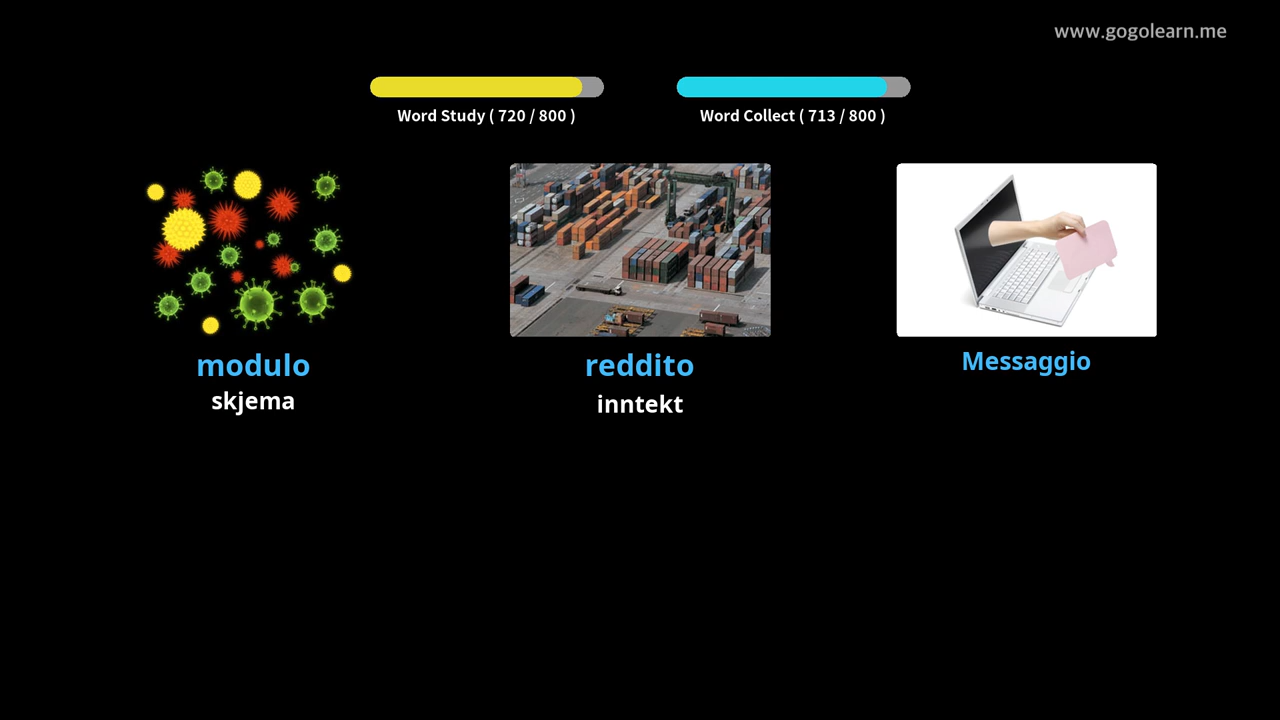 www.gogolearn.me
Word Study ( 720 / 800 )
Word Collect ( 713 / 800 )
modulo
skjema
reddito
inntekt
Messaggio